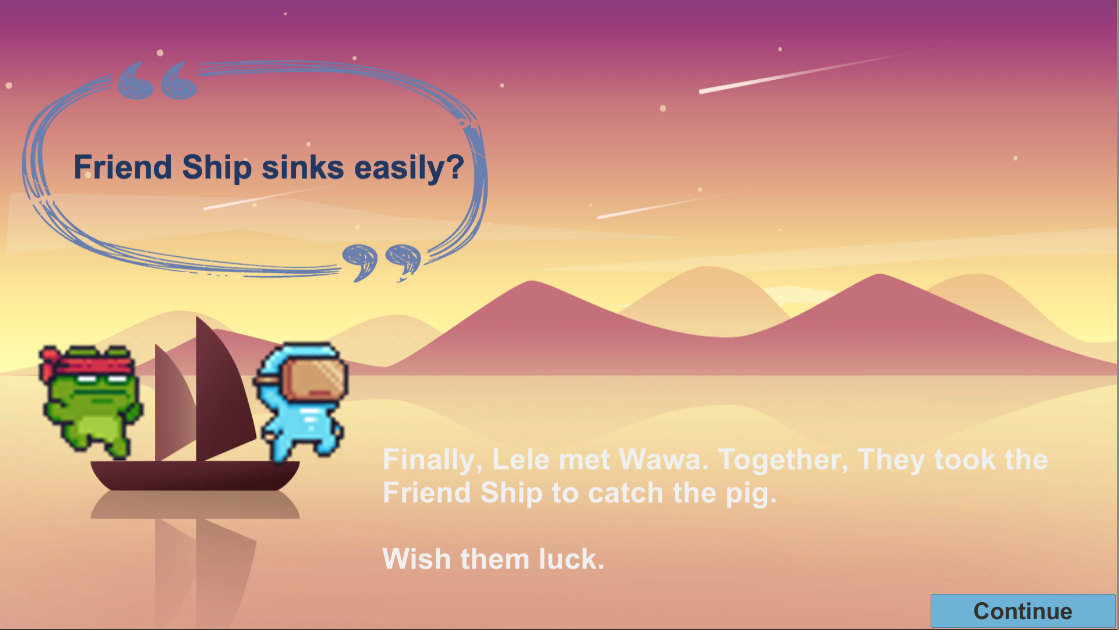 Friend Ship sinks easily?
Finally, Lele met Wawa. Together, They took the
Friend Ship to catch the pig.
Wish them luck.
Continue